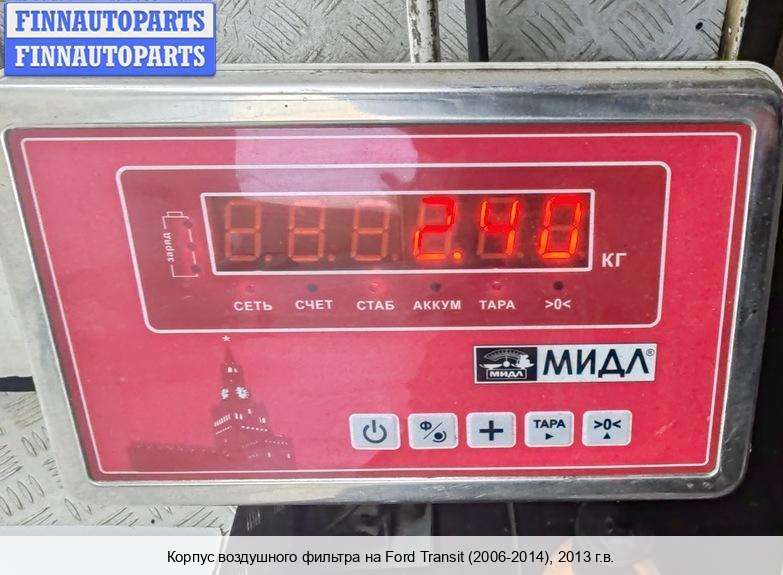 FINNAUTOPARTS
FINNAUTOPARTS
заряд
2.40
КГ
СЕТЬ СЧЕТ СТАБ АККУМ ТАРА >0<
МИДЛ МИДЛ®
Ф/ + ТАРА >0<
Корпус воздушного фильтра на Ford Transit (2006-2014), 2013 г.в.